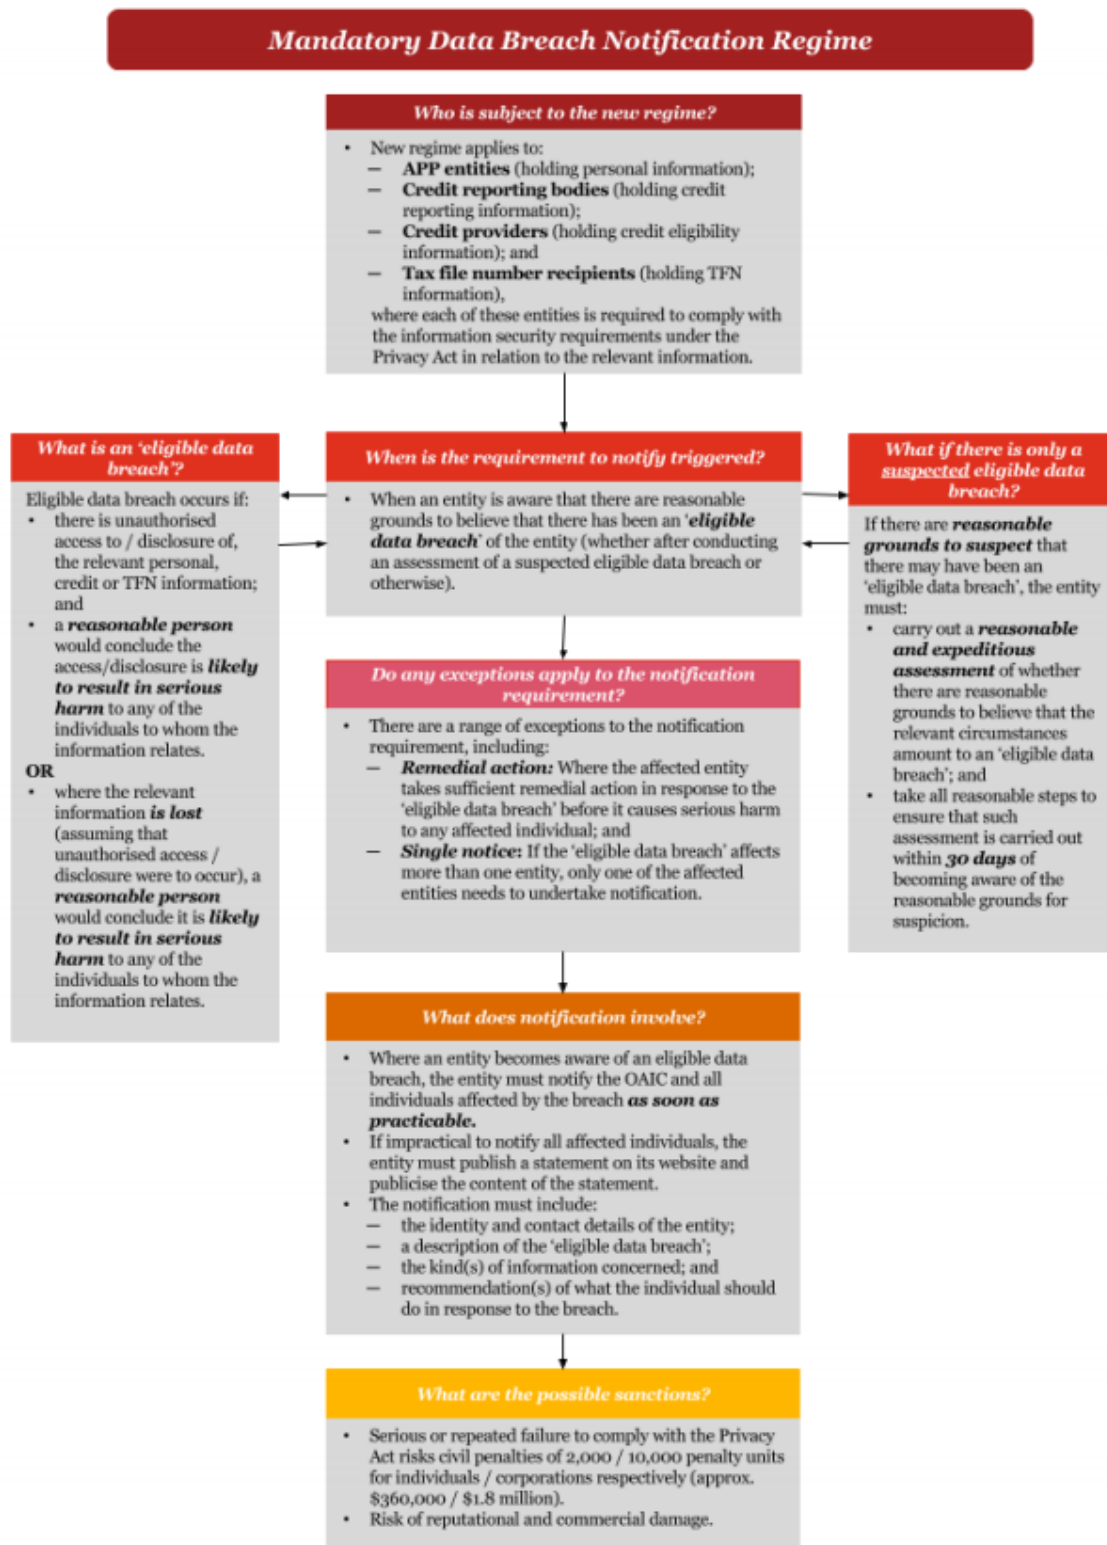 Mandatory Data Breach Notification Regime
Who is subject to the new regime?
• New regime applies to:
— APP entities (holding personal information);
— Credit reporting bodies (holding credit
reporting information);
— Credit providers (holding credit eligibility
information); and
— Tax file number recipients (holding TFN
information),
where each of these entities is required to comply with
the information security requirements under the
Privacy Act in relation to the relevant information.
What is an ‘eligible data
breach’?
Eligible data breach occurs if:
• there is unauthorised
access to / disclosure of,
the relevant personal,
credit or TFN information;
and
• a reasonable person
would conclude the
access/disclosure is likely
to result in serious
harm to any of the
individuals to whom the
information relates.
OR
• where the relevant
information is lost
(assuming that
unauthorised access /
disclosure were to occur), a
reasonable person
would conclude it is likely
to result in serious
harm to any of the
individuals to whom the
information relates.
When is the requirement to notify triggered?
• When an entity is aware that there are reasonable
grounds to believe that there has been an ‘eligible
data breach’ of the entity (whether after conducting
an assessment of a suspected eligible data breach or
otherwise).
What if there is only a
suspected eligible data
breach?
If there are reasonable
grounds to suspect that
there may have been an
‘eligible data breach’, the entity
must:
• carry out a reasonable
and expeditious
assessment of whether
there are reasonable
grounds to believe that the
relevant circumstances
amount to an ‘eligible data
breach’; and
• take all reasonable steps to
ensure that such
assessment is carried out
within 30 days of
becoming aware of the
reasonable grounds for
suspicion.
Do any exceptions apply to the notification
requirement?
• There are a range of exceptions to the notification
requirement, including:
— Remedial action: Where the affected entity
takes sufficient remedial action in response to the
‘eligible data breach’ before it causes serious harm
to any affected individual; and
— Single notice: If the ‘eligible data breach’ affects
more than one entity, only one of the affected
entities needs to undertake notification.
What does notification involve?
• Where an entity becomes aware of an eligible data
breach, the entity must notify the OAIC and all
individuals affected by the breach as soon as
practicable.
• If impractical to notify all affected individuals, the
entity must publish a statement on its website and
publicise the content of the statement.
• The notification must include:
— the identity and contact details of the entity;
— a description of the ‘eligible data breach’;
— the kind(s) of information concerned; and
— recommendation(s) of what the individual should
do in response to the breach.
What are the possible sanctions?
• Serious or repeated failure to comply with the Privacy
Act risks civil penalties of 2,000 / 10,000 penalty units
for individuals / corporations respectively (approx.
$360,000 / $1.8 million).
• Risk of reputational and commercial damage.